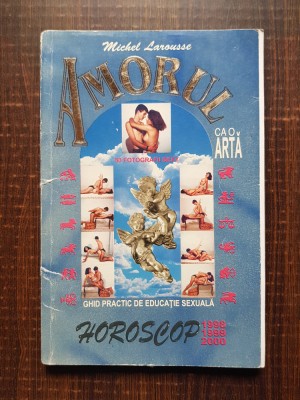 Michel Larousse
AMORUL
CA O
ARTĂ
GHID PRACTIC DE EDUCAȚIE SEXUALĂ
HOROSCOP
1998
1999
2000